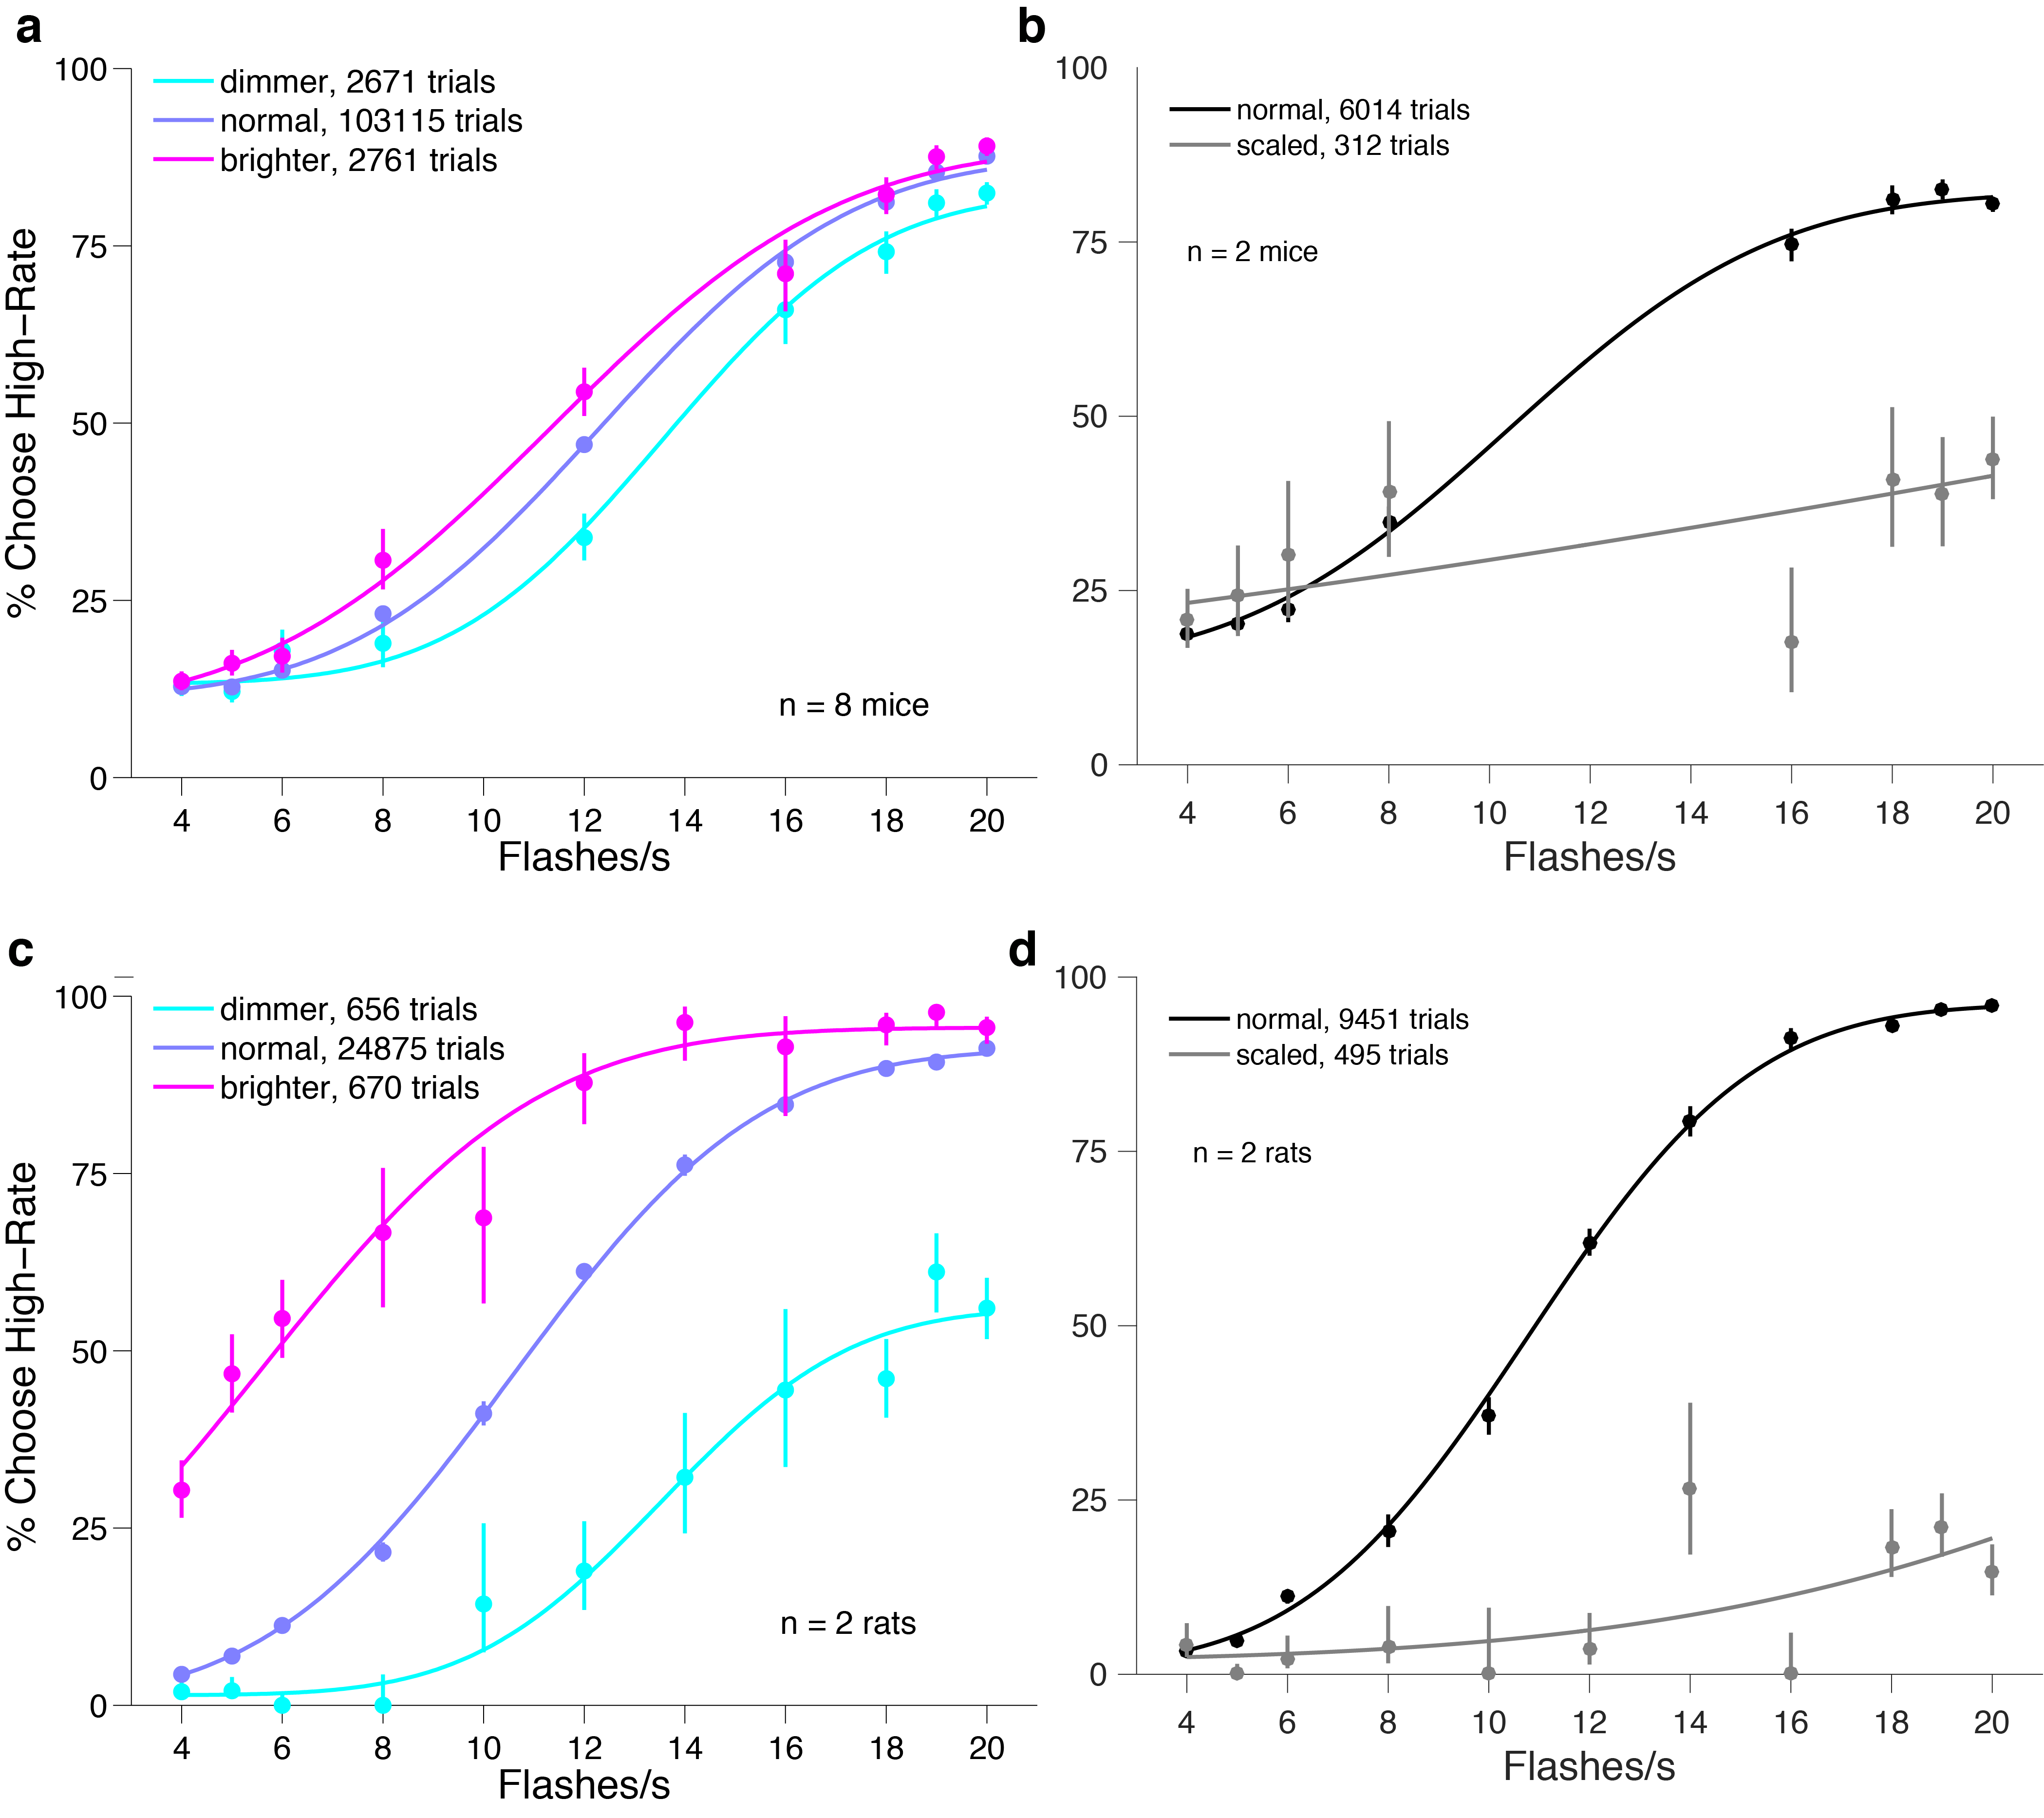 a
100
75
50
25
0
% Choose High–Rate
dimmer, 2671 trials
normal, 103115 trials
brighter, 2761 trials
n = 8 mice
4 6 8 10 12 14 16 18 20
Flashes/s
b
100
75
50
25
0
normal, 6014 trials
scaled, 312 trials
n = 2 mice
4 6 8 10 12 14 16 18 20
Flashes/s
c
100
75
50
25
0
% Choose High–Rate
dimmer, 656 trials
normal, 24875 trials
brighter, 670 trials
n = 2 rats
4 6 8 10 12 14 16 18 20
Flashes/s
d
100
75
50
25
0
normal, 9451 trials
scaled, 495 trials
n = 2 rats
4 6 8 10 12 14 16 18 20
Flashes/s